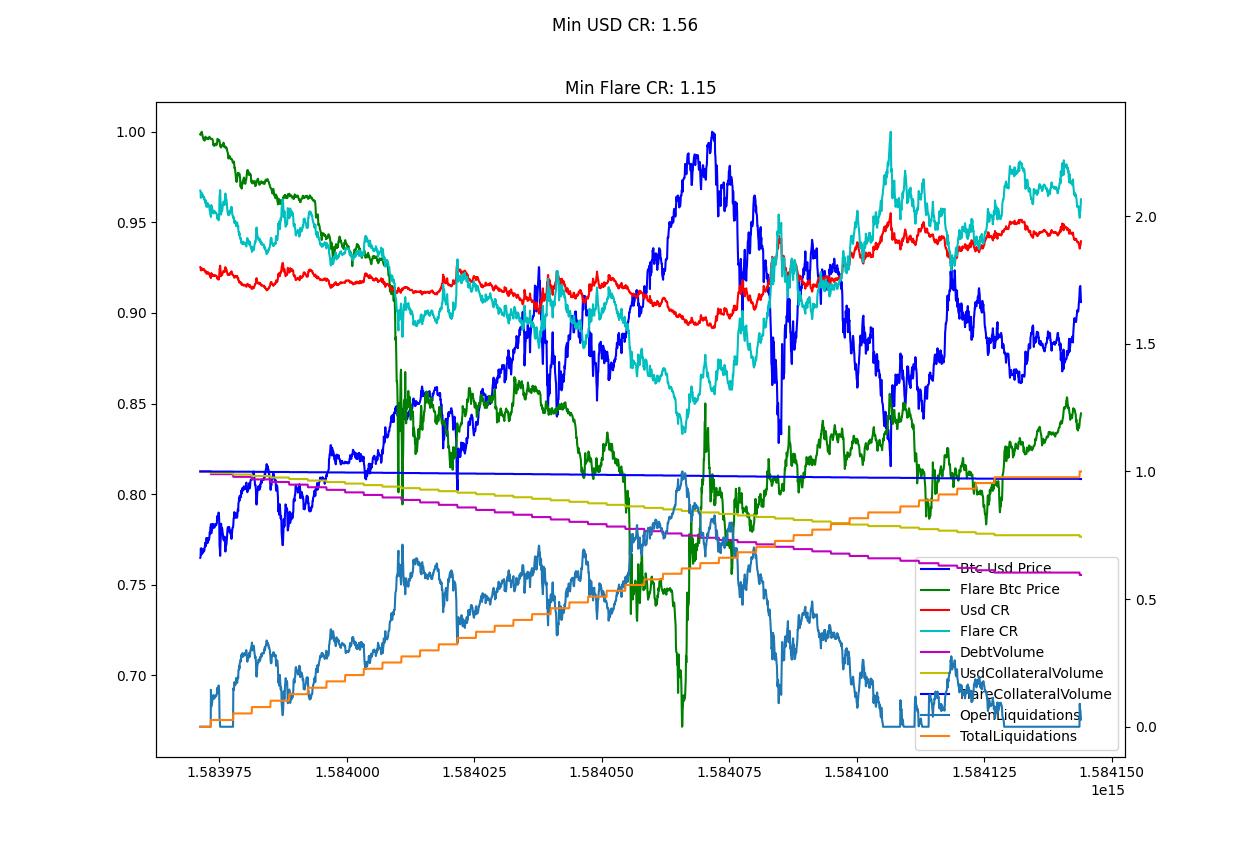 Min USD CR: 1.56
Min Flare CR: 1.15
1.00
0.95
0.90
0.85
0.80
0.75
0.70
2.0
1.5
1.0
0.5
0.0
Btc Usd Price
Flare Btc Price
Usd CR
Flare CR
DebtVolume
UsdCollateralVolume
FlareCollateralVolume
OpenLiquidations
TotalLiquidations
1.583975
1.584000
1.584025
1.584050
1.584075
1.584100
1.584125
1.584150
1e15